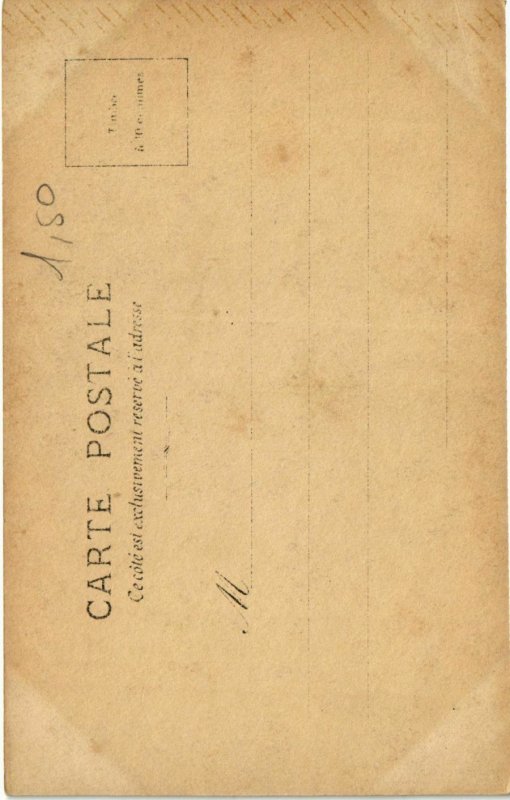 1,50
CARTE POSTALE
Ce côté est exclusivement réservé à l'adresse
M